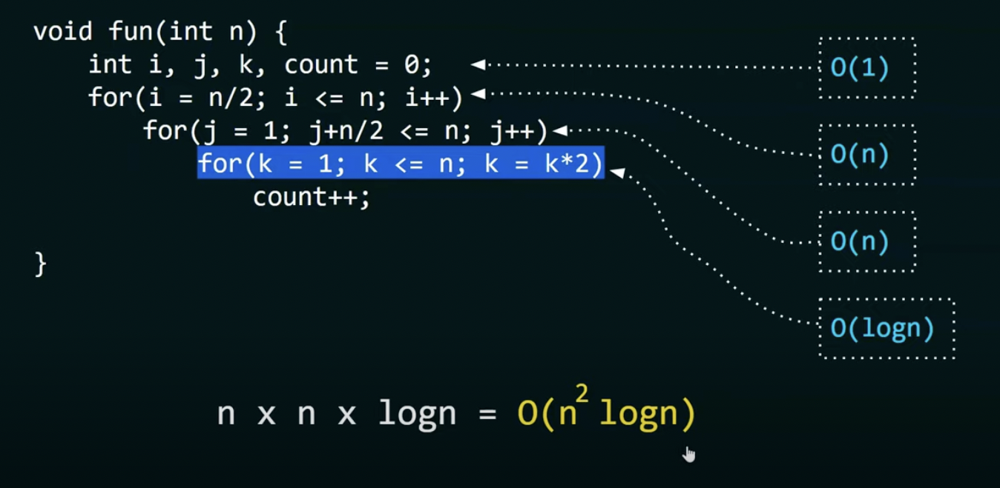 void fun(int n) {
int i, j, k, count = 0;
O(1)
for(i = n/2; i <= n; i++)
O(n)
for(j = 1; j+n/2 <= n; j++)
O(n)
for(k = 1; k <= n; k = k*2)
O(logn)
count++;
}
n x n x logn = O(n² logn)